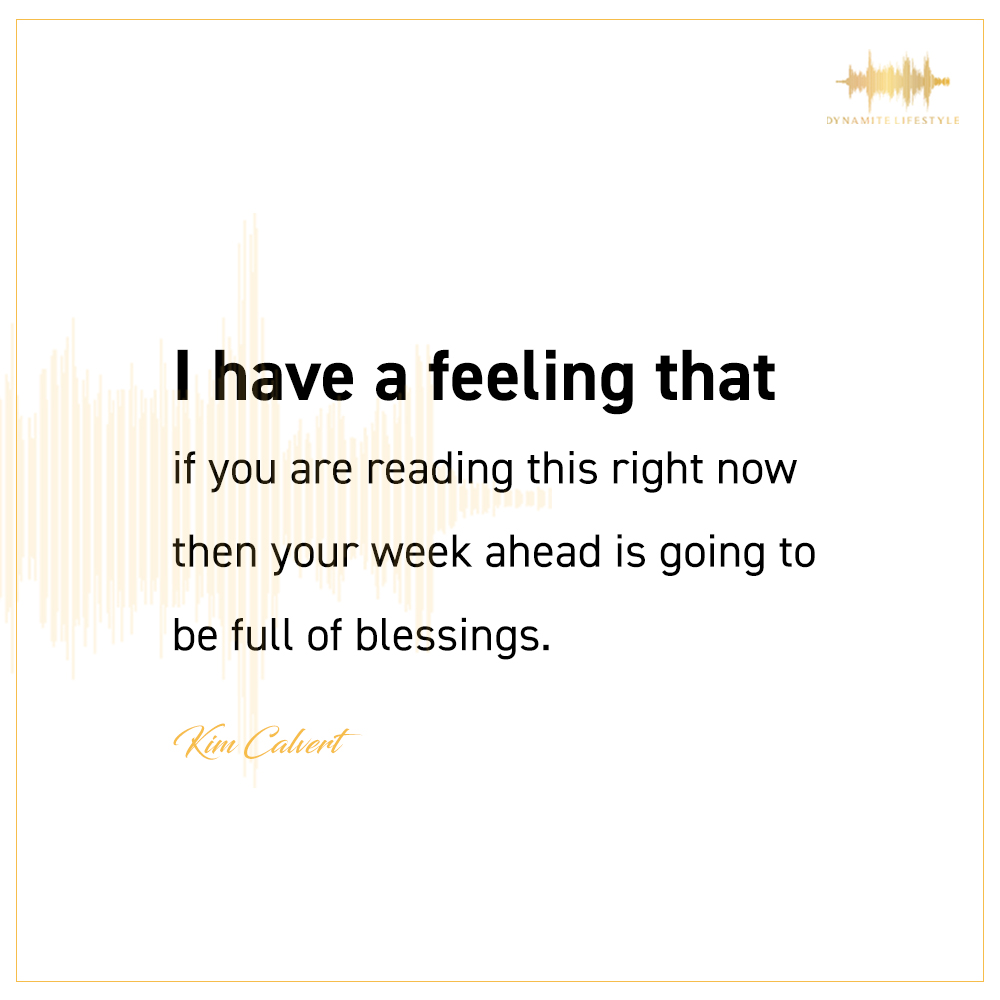 DYNAMITE LIFESTYLE
I have a feeling that
if you are reading this right now
then your week ahead is going to
be full of blessings.
Kim Calvert